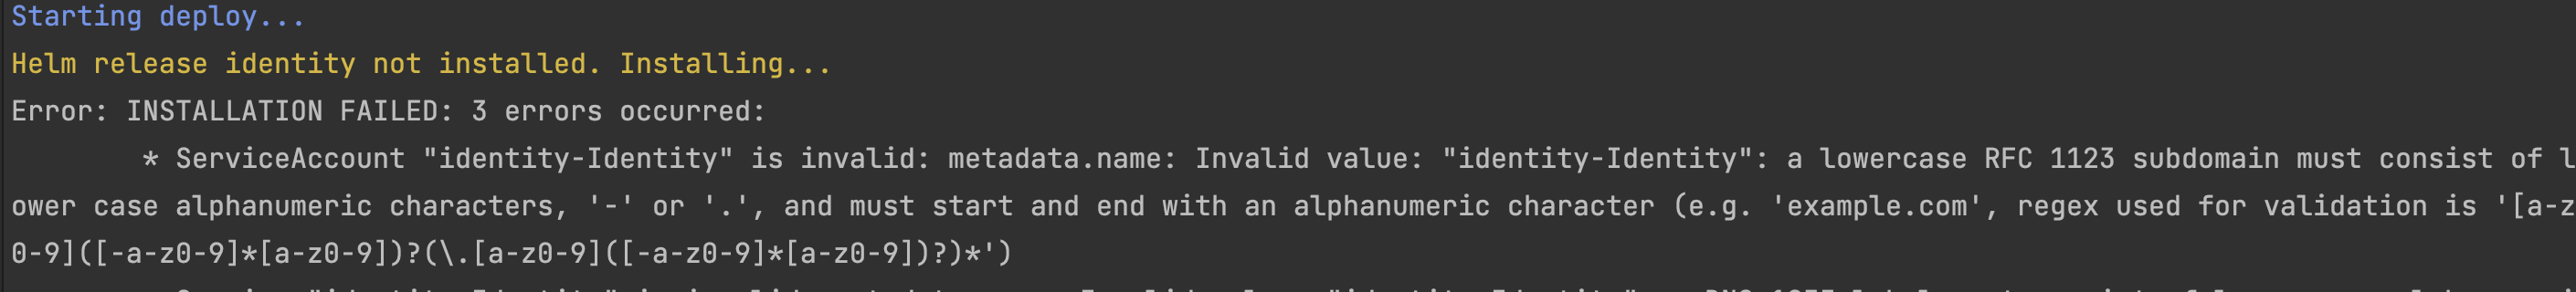 Starting deploy...
Helm release identity not installed. Installing...
Error: INSTALLATION FAILED: 3 errors occurred:
* ServiceAccount "identity-Identity" is invalid: metadata.name: Invalid value: "identity-Identity": a lowercase RFC 1123 subdomain must consist of l
ower case alphanumeric characters, '-' or '.', and must start and end with an alphanumeric character (e.g. 'example.com', regex used for validation is '[a-z
0-9]([-a-z0-9]*[a-z0-9])?(\.[a-z0-9]([-a-z0-9]*[a-z0-9])?)*')